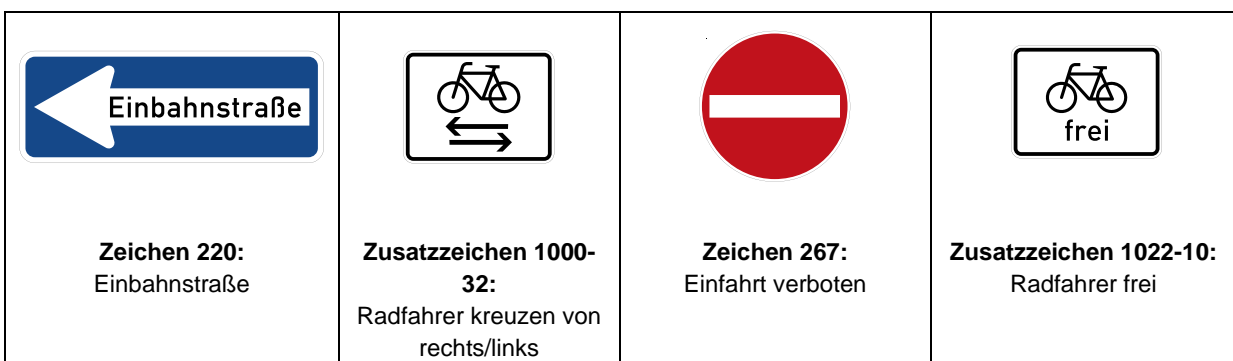 Einbahnstraße
frei
Zeichen 220:
Einbahnstraße
Zusatzzeichen 1000-
32:
Radfahrer kreuzen von
rechts/links
Zeichen 267:
Einfahrt verboten
Zusatzzeichen 1022-10:
Radfahrer frei